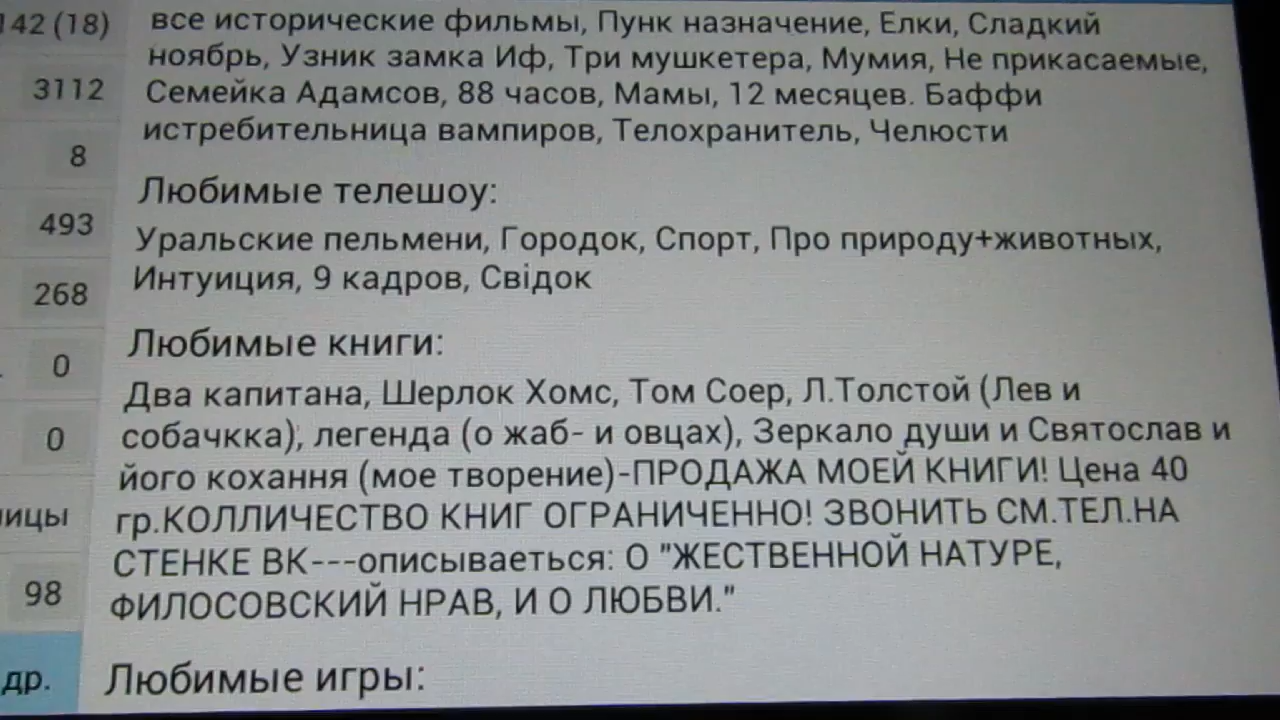 142 (18)
все исторические фильмы, Пунк назначение, Елки, Сладкий
ноябрь, Узник замка Иф, Три мушкетера, Мумия, Не прикасаемые,
3112
Семейка Адамсов, 88 часов, Мамы, 12 месяцев. Баффи
истребительница вампиров, Телохранитель, Челюсти
8
Любимые телешоу:
493
Уральские пельмени, Городок, Спорт, Про природу+животных,
Интуиция, 9 кадров, Свідок
268
Любимые книги:
0
Два капитана, Шерлок Хомс, Том Соер, Л.Толстой (Лев и
собачкка), легенда (о жаб- и овцах), Зеркало души и Святослав и
0
його кохання (мое творение)-ПРОДАЖА МОЕЙ КНИГИ! Цена 40
гр.КОЛЛИЧЕСТВО КНИГ ОГРАНИЧЕННО! ЗВОНИТЬ СМ.ТЕЛ.НА
ницы
СТЕНКЕ ВК---описываеться: О "ЖЕСТВЕННОЙ НАТУРЕ,
98
ФИЛОСОВСКИЙ НРАВ, И О ЛЮБВИ."
др.
Любимые игры: